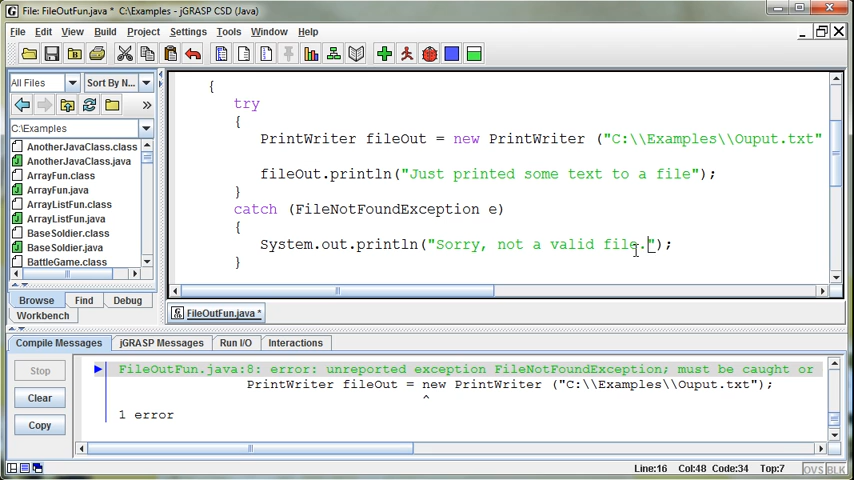 File: FileOutFun.java * C:\Examples - jGRASP CSD (Java)
File Edit View Build Project Settings Tools Window Help
All Files Sort By N...
C:\Examples
AnotherJavaClass.class
AnotherJavaClass.java
ArrayFun.class
ArrayFun.java
ArrayListFun.class
ArrayListFun.java
BaseSoldier.class
BaseSoldier.java
BattleGame.class
Browse Find Debug
Workbench
{
try
{
PrintWriter fileOut = new PrintWriter ("C:\\Examples\\Ouput.txt"
fileOut.println("Just printed some text to a file");
}
catch (FileNotFoundException e)
{
System.out.println("Sorry, not a valid file.");
}
FileOutFun.java *
Compile Messages jGRASP Messages Run I/O Interactions
Stop
Clear
Copy
FileOutFun.java:8: error: unreported exception FileNotFoundException; must be caught or
PrintWriter fileOut = new PrintWriter ("C:\\Examples\\Ouput.txt");
^
1 error
Line:16 Col:48 Code:34 Top:7 OVS BLK